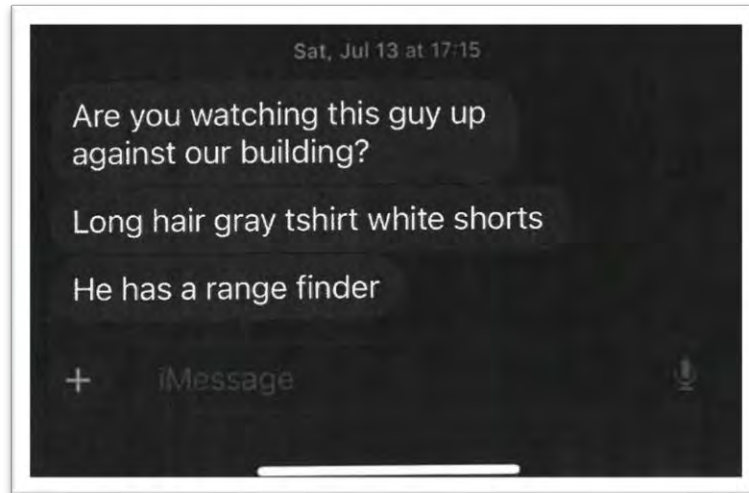 Sat, Jul 13 at 17:15
Are you watching this guy up
against our building?
Long hair gray tshirt white shorts
He has a range finder
+ iMessage